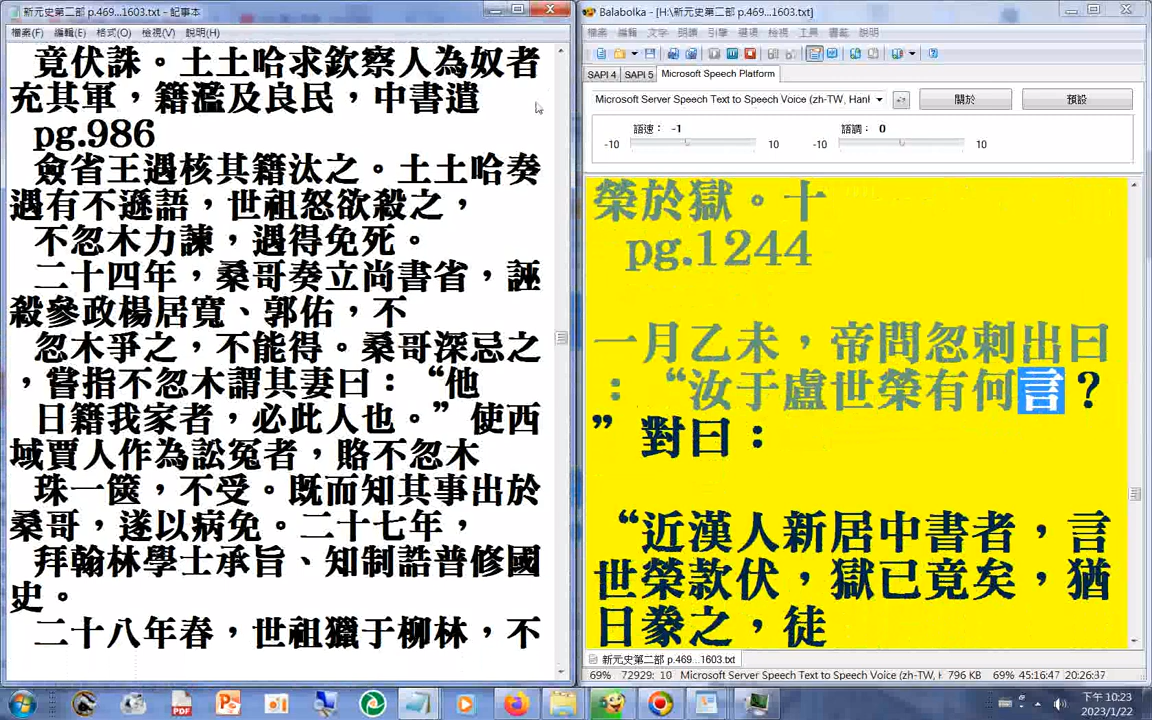 新元史第二部 p.469...1603.txt - 記事本
檔案(F) 編輯(E) 格式(O) 檢視(V) 說明(H)
竟伏誅。土土哈求欽察人為奴者
充其軍，籍濫及良民，中書遣
pg.986
僉省王遇核其籍汰之。土土哈奏
遇有不遜語，世祖怒欲殺之，
不忽木力諫，遇得免死。
二十四年，桑哥奏立尚書省，誣
殺參政楊居寬、郭佑，不
忽木爭之，不能得。桑哥深忌之
，嘗指不忽木謂其妻曰：“他
日籍我家者，必此人也。”使西
域賈人作為訟冤者，賂不忽木
珠一篋，不受。既而知其事出於
桑哥，遂以病免。二十七年，
拜翰林學士承旨、知制誥普修國
史。
二十八年春，世祖獵于柳林，不
Balabolka - [H:\新元史第二部 p.469...1603.txt]
檔案 編輯 文字 朗讀 引擎 選項 檢視 工具 書籤 說明
SAPI 4 SAPI 5 Microsoft Speech Platform
Microsoft Server Speech Text to Speech Voice (zh-TW, Hanl
關於 預設
語速： -1 語調： 0
-10 10 -10 10
榮於獄。十
pg.1244
一月乙未，帝問忽刺出曰
：“汝于盧世榮有何言？
”對曰：
“近漢人新居中書者，言
世榮款伏，獄已竟矣，猶
日豢之，徒
新元史第二部 p.469...1603.txt
69% 72929: 10 Microsoft Server Speech Text to Speech Voice (zh-TW, Hanl 796 KB 69% 45:16:47 20:26:37
下午 10:23
2023/1/22